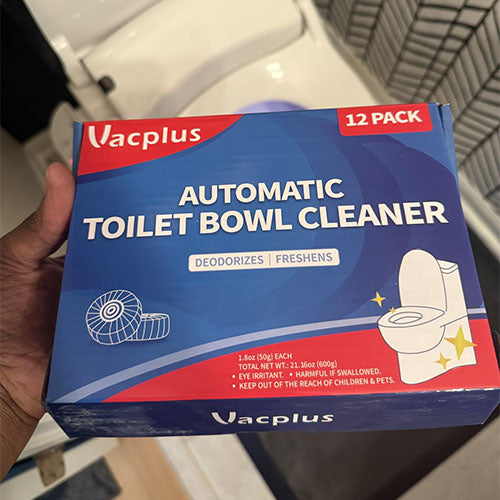 Vacplus
12 PACK
AUTOMATIC
TOILET BOWL CLEANER
DEODORIZES | FRESHENS
1.8oz (50g) EACH
TOTAL NET WT.: 21.16oz (600g)
• EYE IRRITANT. • HARMFUL IF SWALLOWED.
• KEEP OUT OF THE REACH OF CHILDREN & PETS.
Vacplus